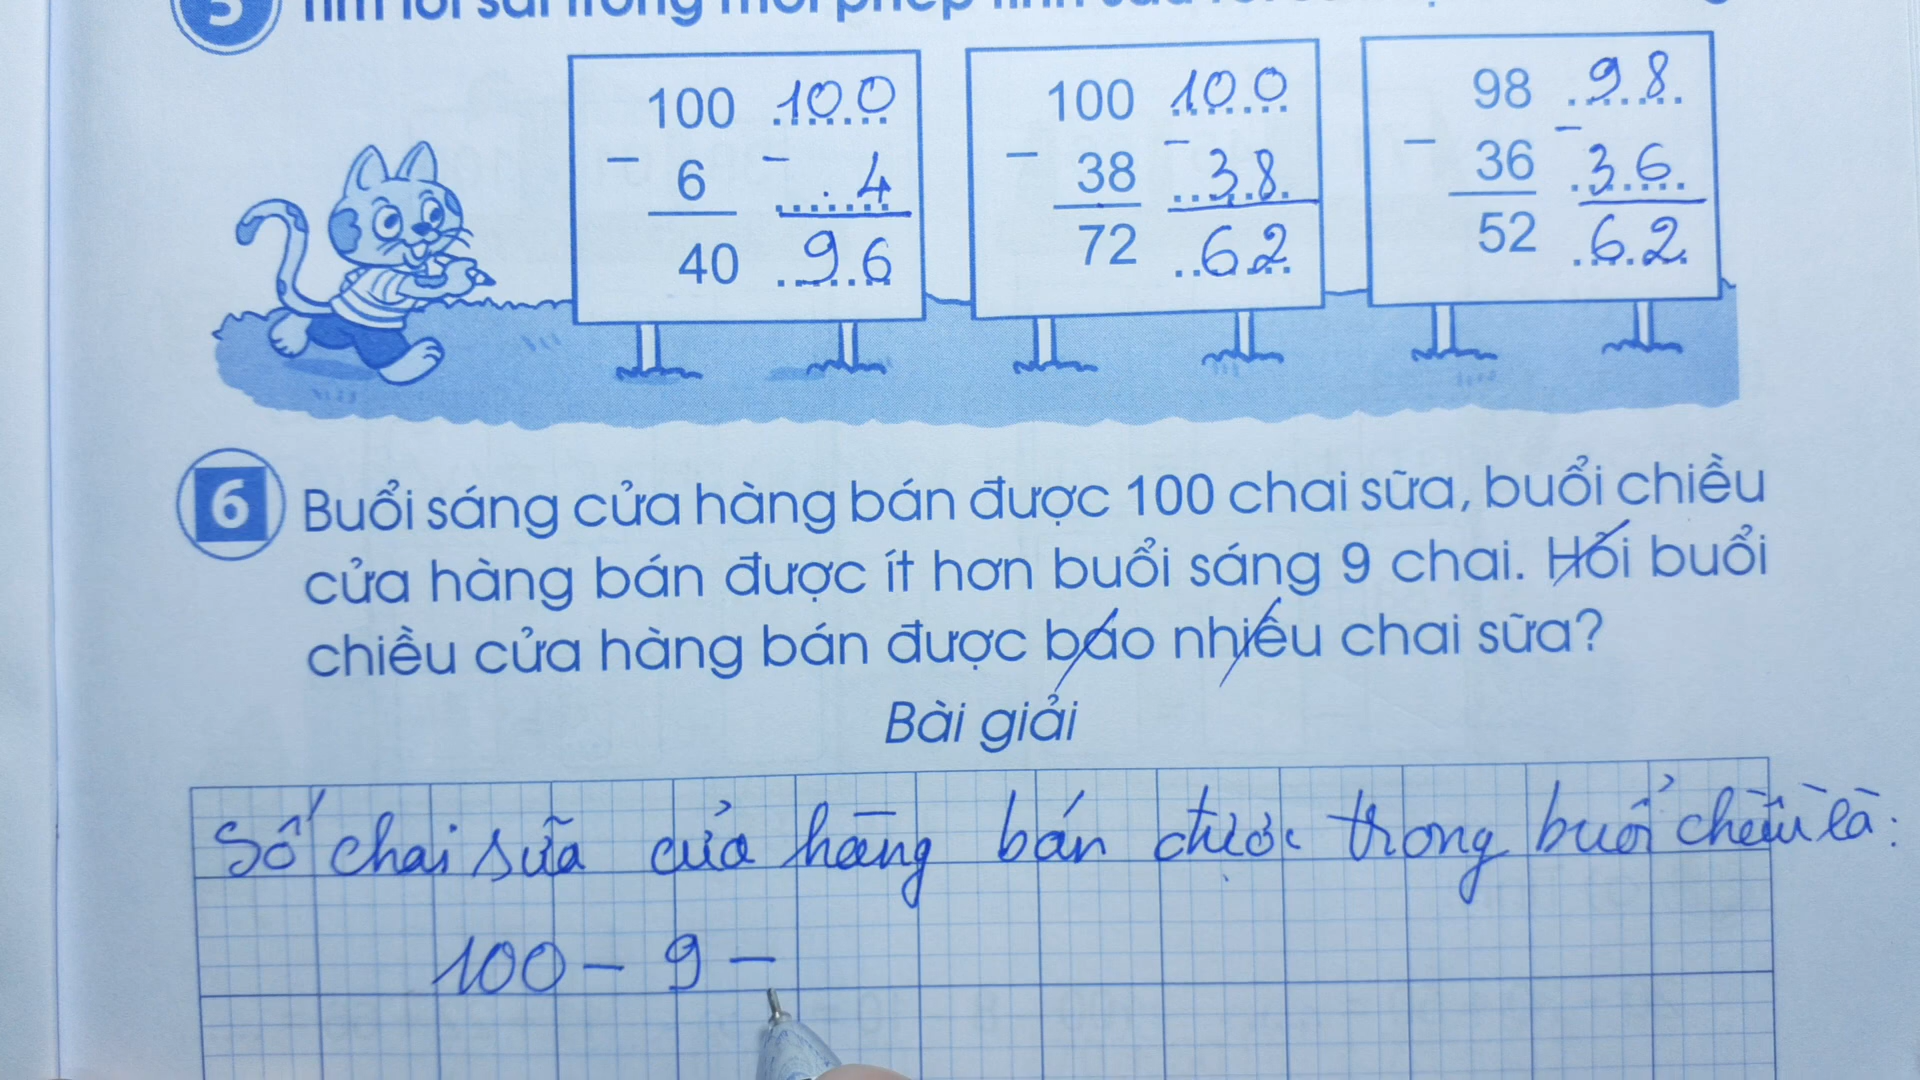 5
100 100
- 6 - 4
40 96
100 100
- 38 - 38
72 62
98 98
- 36 - 36
52 62
6 Buổi sáng cửa hàng bán được 100 chai sữa, buổi chiều
cửa hàng bán được ít hơn buổi sáng 9 chai. Hỏi buổi
chiều cửa hàng bán được bao nhiêu chai sữa?
Bài giải
Số chai sữa cửa hàng bán được trong buổi chiều là:
100 - 9 -